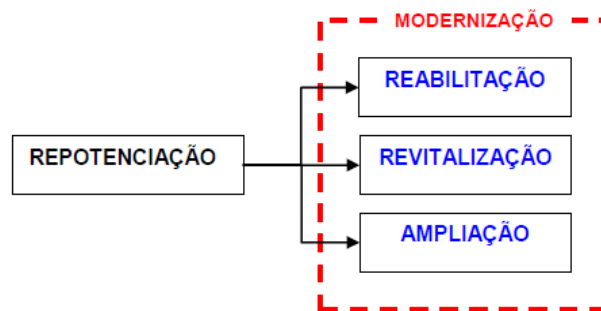 MODERNIZAÇÃO
REABILITAÇÃO
REPOTENCIAÇÃO
REVITALIZAÇÃO
AMPLIAÇÃO